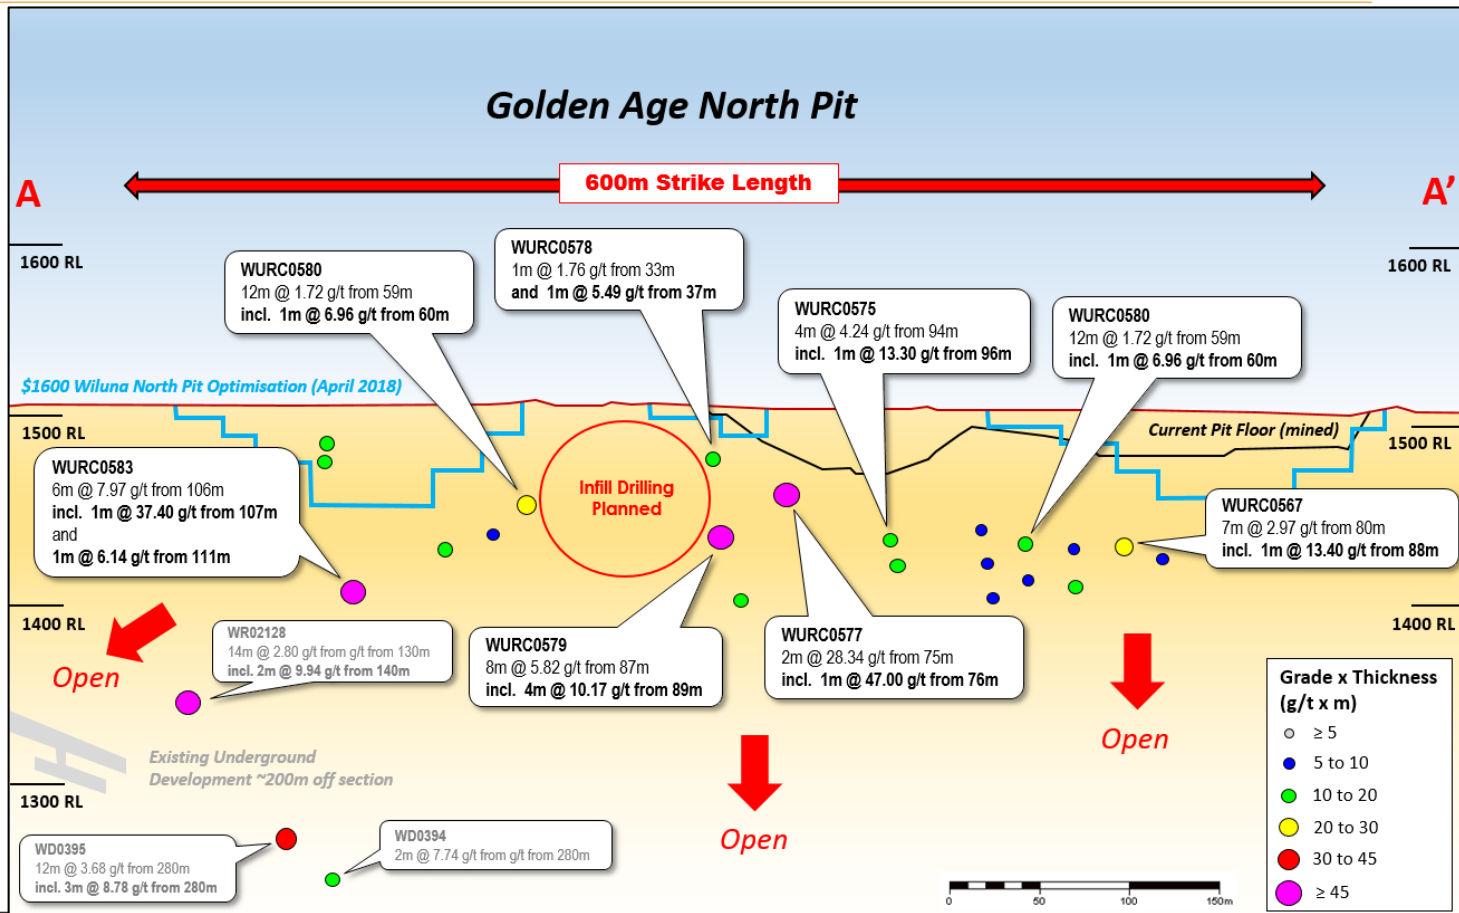 Golden Age North Pit
600m Strike Length
A
A'
1600 RL
1600 RL
WURC0580
12m @ 1.72 g/t from 59m
incl. 1m @ 6.96 g/t from 60m
WURC0578
1m @ 1.76 g/t from 33m
and 1m @ 5.49 g/t from 37m
WURC0575
4m @ 4.24 g/t from 94m
incl. 1m @ 13.30 g/t from 96m
WURC0580
12m @ 1.72 g/t from 59m
incl. 1m @ 6.96 g/t from 60m
$1600 Wiluna North Pit Optimisation (April 2018)
1500 RL
Current Pit Floor (mined)
1500 RL
WURC0583
6m @ 7.97 g/t from 106m
incl. 1m @ 37.40 g/t from 107m
and
1m @ 6.14 g/t from 111m
Infill Drilling
Planned
WURC0567
7m @ 2.97 g/t from 80m
incl. 1m @ 13.40 g/t from 88m
1400 RL
1400 RL
WR02128
14m @ 2.80 g/t from g/t from 130m
incl. 2m @ 9.94 g/t from 140m
WURC0579
8m @ 5.82 g/t from 87m
incl. 4m @ 10.17 g/t from 89m
WURC0577
2m @ 28.34 g/t from 75m
incl. 1m @ 47.00 g/t from 76m
Open
Open
Open
Existing Underground
Development ~200m off section
1300 RL
WD0395
12m @ 3.68 g/t from 280m
incl. 3m @ 8.78 g/t from 280m
WD0394
2m @ 7.74 g/t from g/t from 280m
Grade x Thickness
(g/t x m)
≥ 5
5 to 10
10 to 20
20 to 30
30 to 45
≥ 45
0 50 100 150m